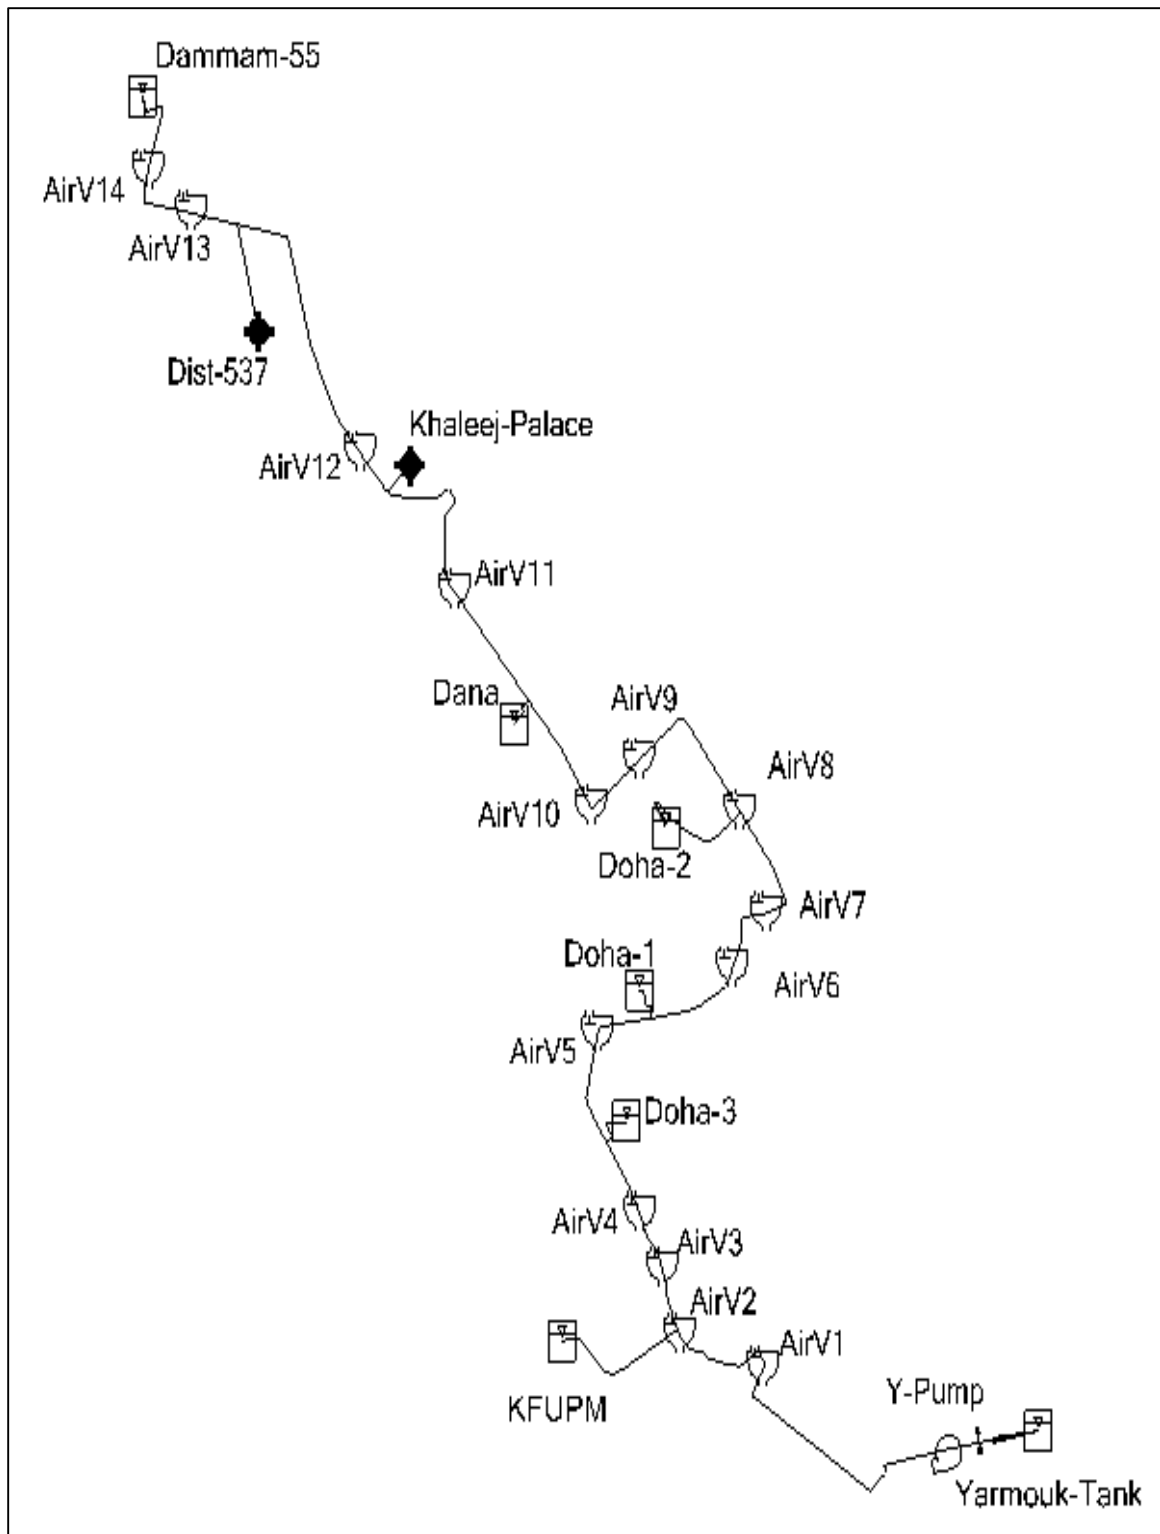 Dammam-55
AirV14
AirV13
Dist-537
Khaleej-Palace
AirV12
AirV11
Dana
AirV9
AirV8
AirV10
Doha-2
AirV7
Doha-1
AirV6
AirV5
Doha-3
AirV4
AirV3
AirV2
AirV1
Y-Pump
KFUPM
Yarmouk-Tank